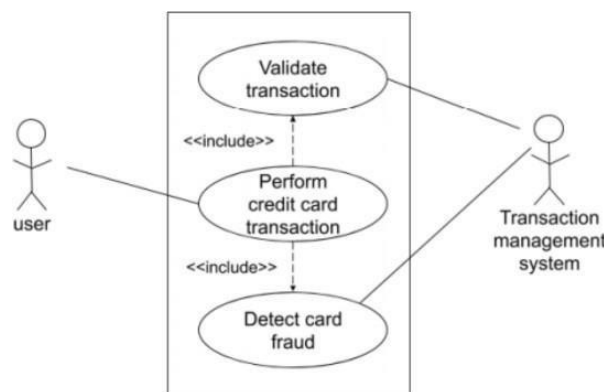 Validate
transaction
<<include>>
user
Perform
credit card
transaction
Transaction
management
system
<<include>>
Detect card
fraud